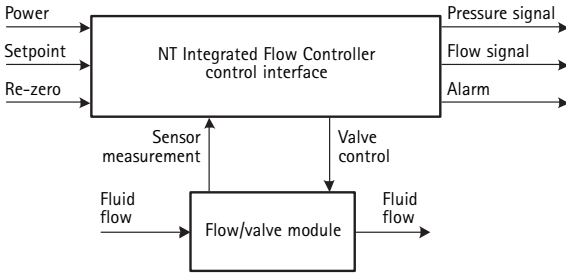 Power
Setpoint
Re-zero
NT Integrated Flow Controller
control interface
Pressure signal
Flow signal
Alarm
Sensor
measurement
Valve
control
Fluid
flow
Flow/valve module
Fluid
flow